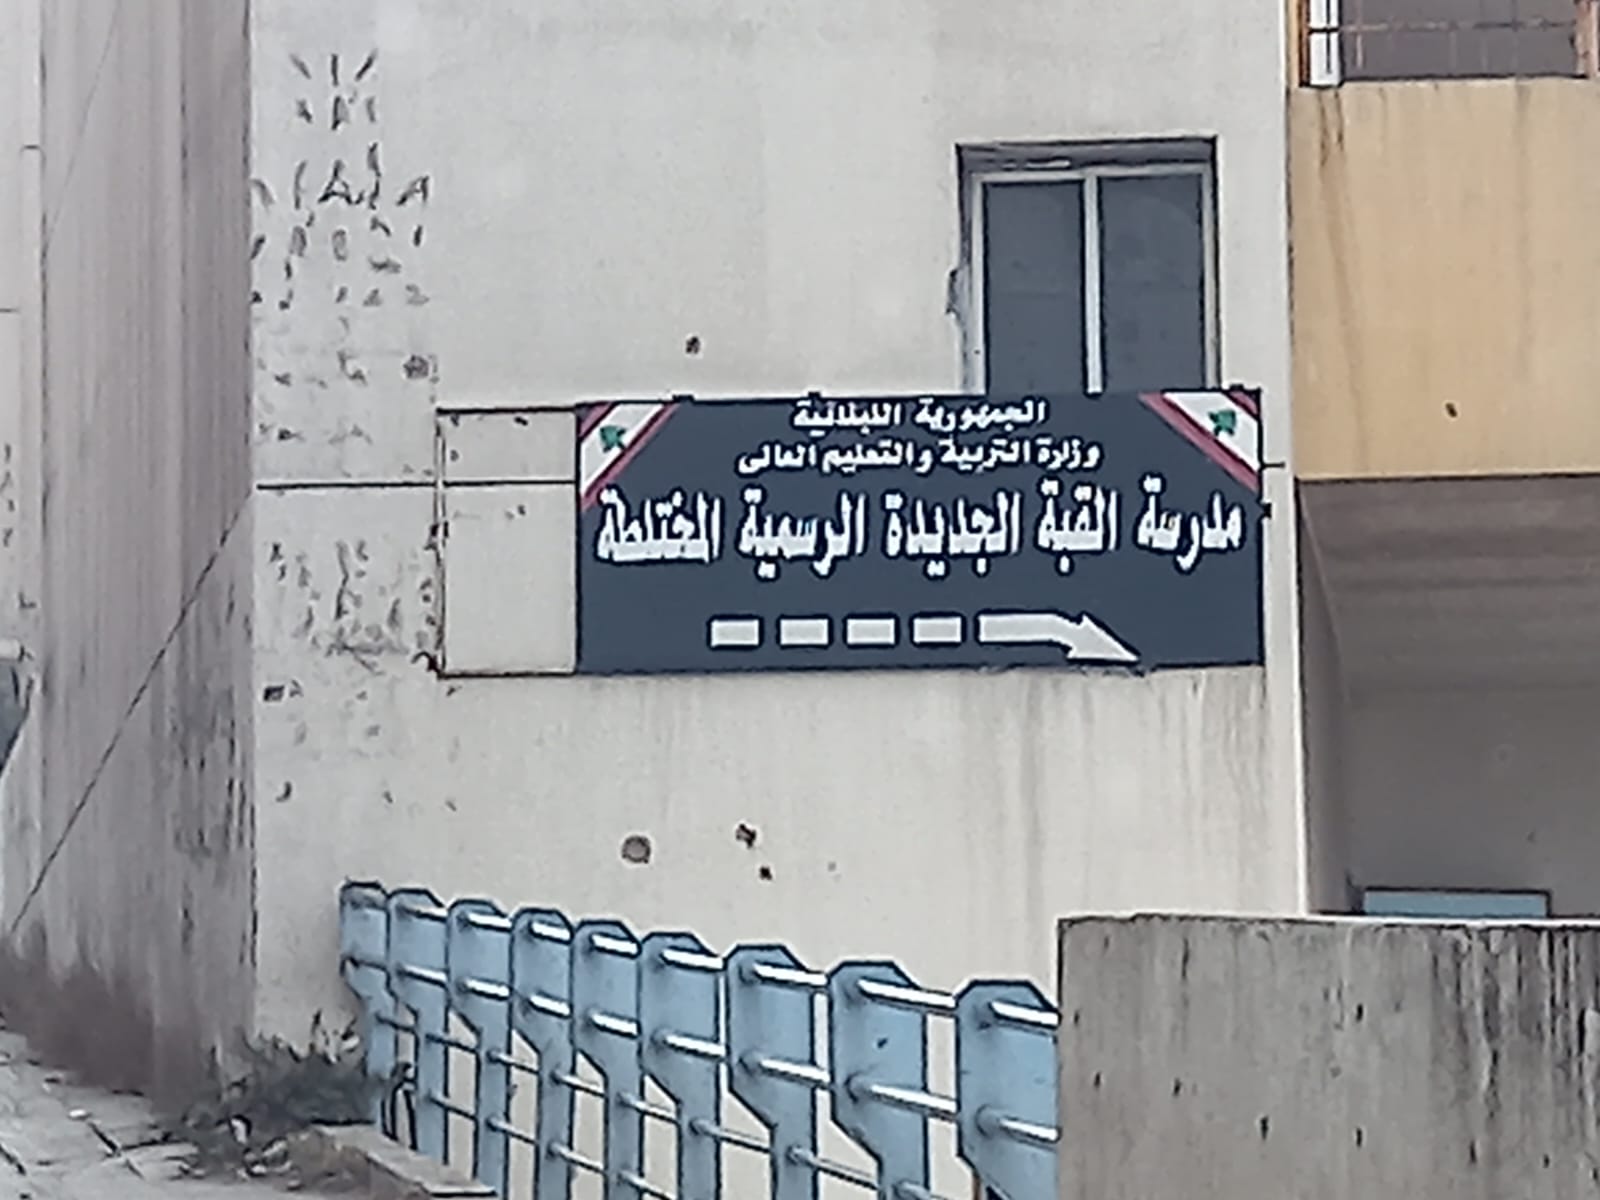 الجمهورية اللبنانية
وزارة التربية والتعليم العالي
مدرسة القبة الجديدة الرسمية المختلطة